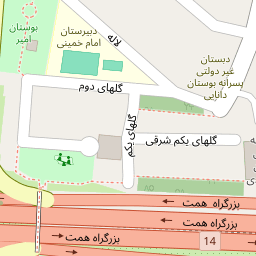 بوستان
امیر
دبیرستان
امام خمینی
لاله
دبستان
غیر دولتی
پسرانه بوستان
دانایی
گلهای دوم
گلهای یکم
گلهای یکم شرقی
بزرگراه همت
بزرگراه همت
بزرگراه همت
14